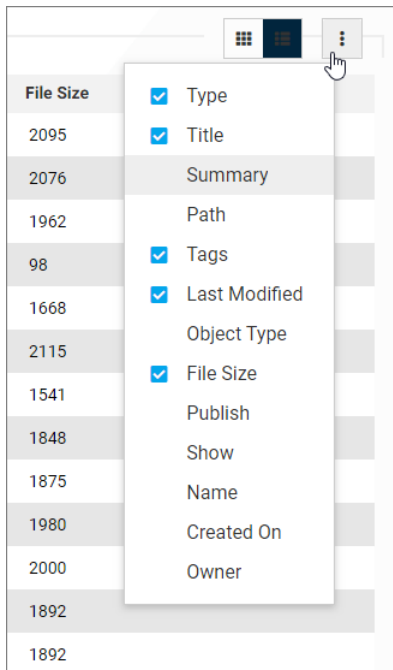 File Size
2095
2076
1962
98
1668
2115
1541
1848
1875
1980
2000
1892
1892
Type
Title
Summary
Path
Tags
Last Modified
Object Type
File Size
Publish
Show
Name
Created On
Owner